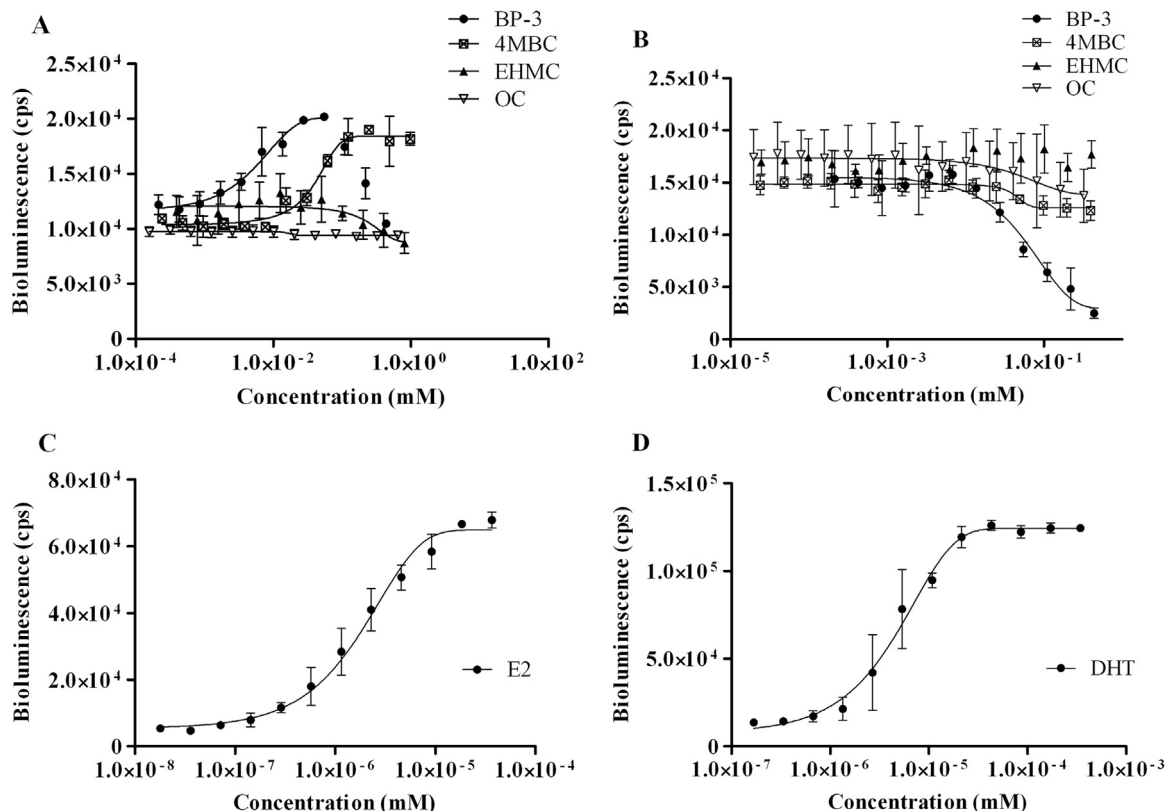 A
BP-3
4MBC
EHMC
OC
Bioluminescence (cps)
2.5×10⁴
2.0×10⁴
1.5×10⁴
1.0×10⁴
5.0×10³
0
1.0×10⁻⁴
1.0×10⁻²
1.0×10⁰
1.0×10²
Concentration (mM)
B
BP-3
4MBC
EHMC
OC
Bioluminescence (cps)
2.5×10⁴
2.0×10⁴
1.5×10⁴
1.0×10⁴
5.0×10³
0
1.0×10⁻⁵
1.0×10⁻³
1.0×10⁻¹
Concentration (mM)
C
Bioluminescence (cps)
8.0×10⁴
6.0×10⁴
4.0×10⁴
2.0×10⁴
0
E2
1.0×10⁻⁸
1.0×10⁻⁷
1.0×10⁻⁶
1.0×10⁻⁵
1.0×10⁻⁴
Concentration (mM)
D
Bioluminescence (cps)
1.5×10⁵
1.0×10⁵
5.0×10⁴
0
DHT
1.0×10⁻⁷
1.0×10⁻⁶
1.0×10⁻⁵
1.0×10⁻⁴
1.0×10⁻³
Concentration (mM)